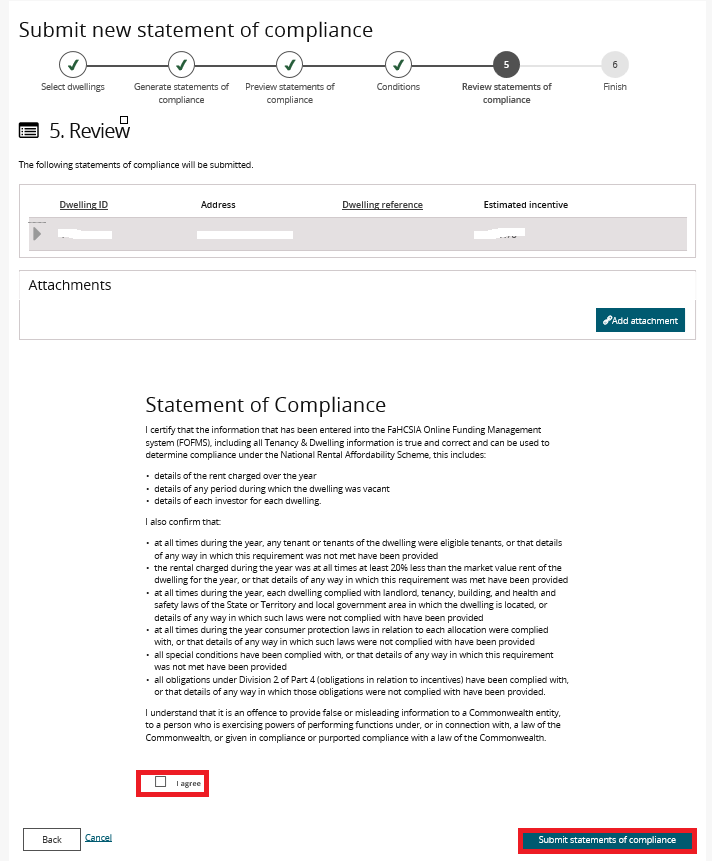 Submit new statement of compliance
5
6
Select dwellings
Generate statements of
compliance
Preview statements of
compliance
Conditions
Review statements of
compliance
Finish
5. Review
The following statements of compliance will be submitted.
Dwelling ID Address Dwelling reference Estimated incentive
Attachments
Add attachment
Statement of Compliance
I certify that the information that has been entered into the FaHCSIA Online Funding Management
system (FOFMS), including all Tenancy & Dwelling information is true and correct and can be used to
determine compliance under the National Rental Affordability Scheme, this includes:
• details of the rent charged over the year
• details of any period during which the dwelling was vacant
• details of each investor for each dwelling.
I also confirm that:
• at all times during the year, any tenant or tenants of the dwelling were eligible tenants, or that details
of any way in which this requirement was not met have been provided
• the rental charged during the year was at all times at least 20% less than the market value rent of the
dwelling for the year, or that details of any way in which this requirement was met have been provided
• at all times during the year, each dwelling complied with landlord, tenancy, building, and health and
safety laws of the State or Territory and local government area in which the dwelling is located, or
details of any way in which such laws were not complied with have been provided
• at all times during the year consumer protection laws in relation to each allocation were complied
with, or that details of any way in which such laws were not complied with have been provided
• all special conditions have been complied with, or that details of any way in which this requirement
was not met have been provided
• all obligations under Division 2 of Part 4 (obligations in relation to incentives) have been complied with,
or that details of any way in which those obligations were not complied with have been provided.
I understand that it is an offence to provide false or misleading information to a Commonwealth entity,
to a person who is exercising powers of performing functions under, or in connection with, a law of the
Commonwealth, or given in compliance or purported compliance with a law of the Commonwealth.
I agree
Back Cancel Submit statements of compliance